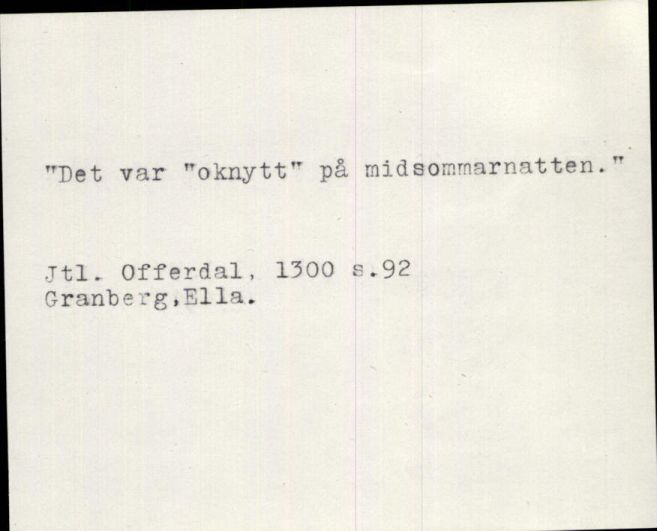 "Det var "oknytt" på midsommarnatten."
Jtl. Offerdal, 1300 s.92
Granberg,Ella.